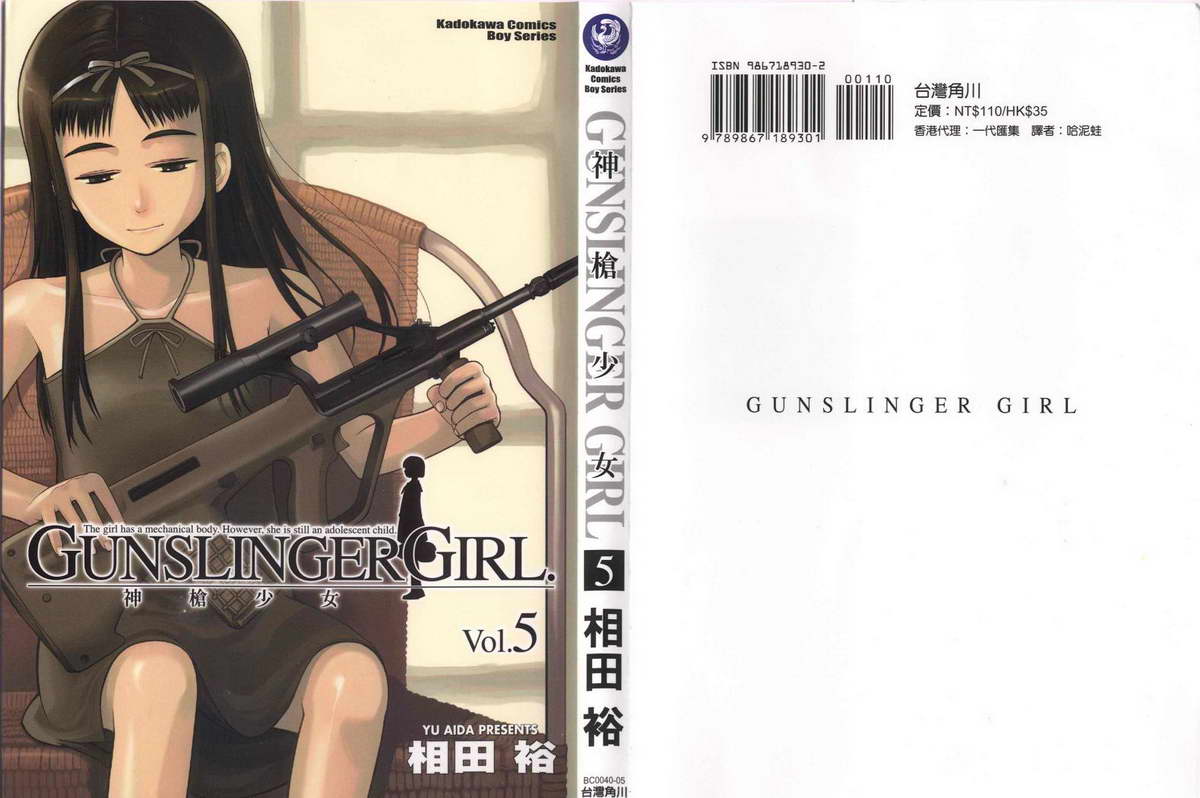 Kadokawa Comics
Boy Series
The girl has a mechanical body. However, she is still an adolescent child.
GUNSLINGER GIRL.
神槍少女
Vol.5
YU AIDA PRESENTS
相田 裕
Kadokawa
Comics
Boy Series
GUNSLINGER GIRL
神槍少女
5
相田 裕
BC0040-05
台灣角川
ISBN 986718930-2
00110
9 789867 189301
台灣角川
定價：NT$110/HK$35
香港代理：一代匯集 譯者：哈泥蛙
GUNSLINGER GIRL